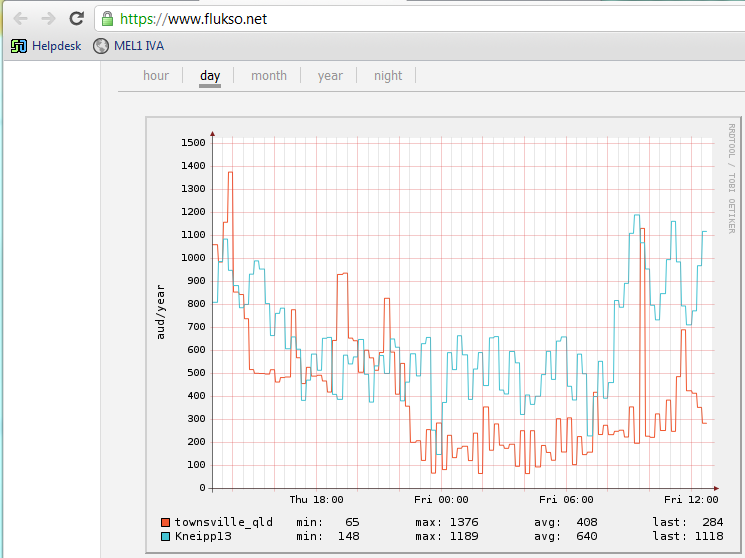 https://www.flukso.net
Helpdesk MEL1 IVA
hour day month year night
RRDTOOL / TOBI OETIKER
1500
1400
1300
1200
1100
1000
900
800
700
600
500
400
300
200
100
0
aud/year
Thu 18:00 Fri 00:00 Fri 06:00 Fri 12:00
townsville_qld min: 65 max: 1376 avg: 408 last: 284
Kneipp13 min: 148 max: 1189 avg: 640 last: 1118